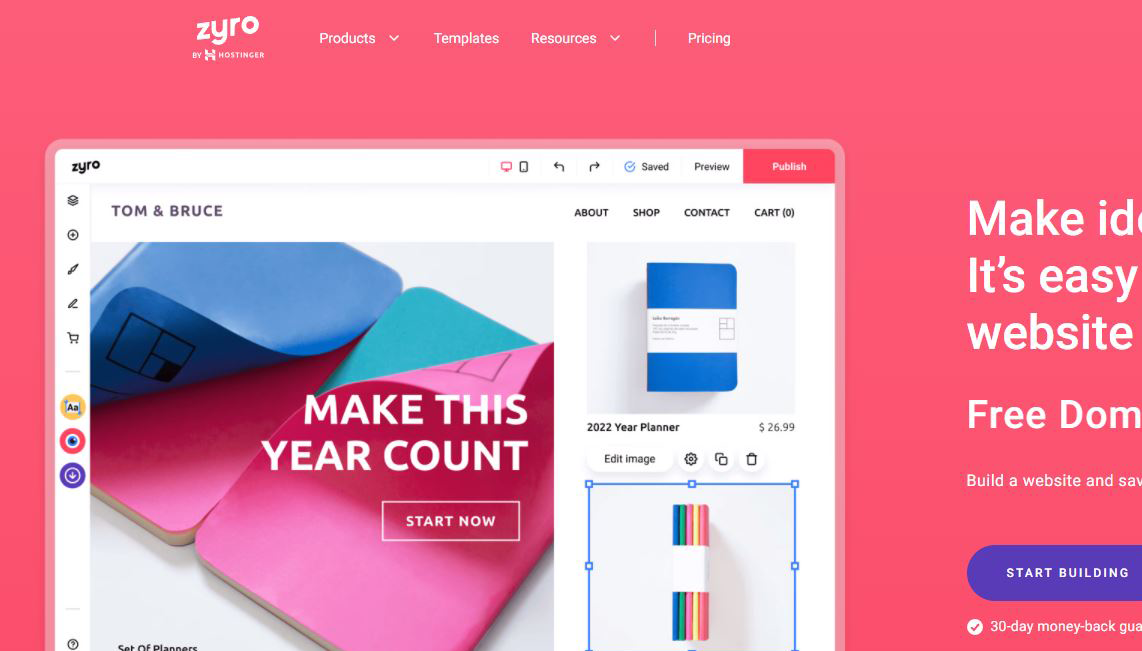 zyro
BY HOSTINGER
Products
Templates
Resources
Pricing
zyro
Saved
Preview
Publish
TOM & BRUCE
ABOUT
SHOP
CONTACT
CART (0)
MAKE THIS
YEAR COUNT
START NOW
Set Of Planners
2022 Year Planner
$ 26.99
Edit image
Aa
Make ide
It's easy
website
Free Dom
Build a website and sav
START BUILDING
30-day money-back gua